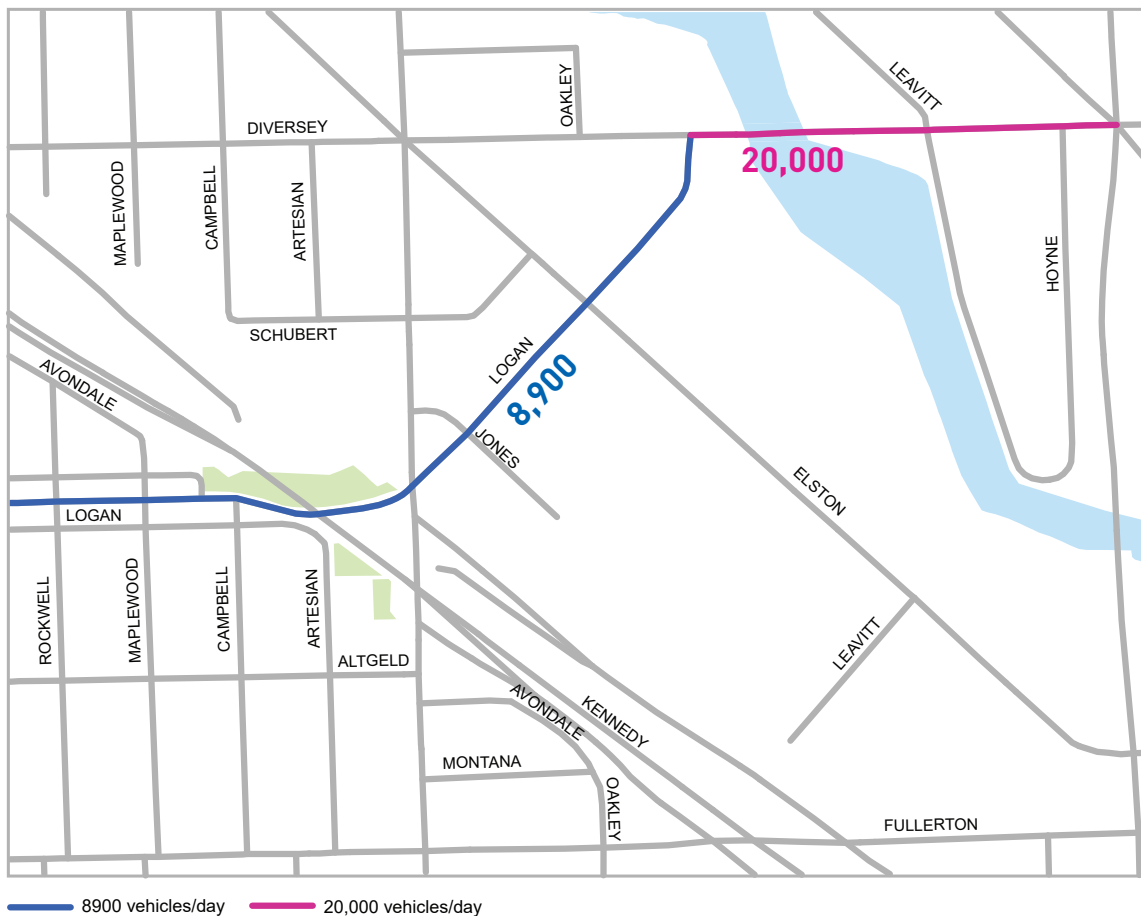 LEAVITT
OAKLEY
DIVERSEY
20,000
MAPLEWOOD
CAMPBELL
ARTESIAN
HOYNE
SCHUBERT
LOGAN
8,900
AVONDALE
JONES
ELSTON
LOGAN
ROCKWELL
MAPLEWOOD
CAMPBELL
ARTESIAN
LEAVITT
ALTGELD
AVONDALE
KENNEDY
MONTANA
OAKLEY
FULLERTON
8900 vehicles/day
20,000 vehicles/day